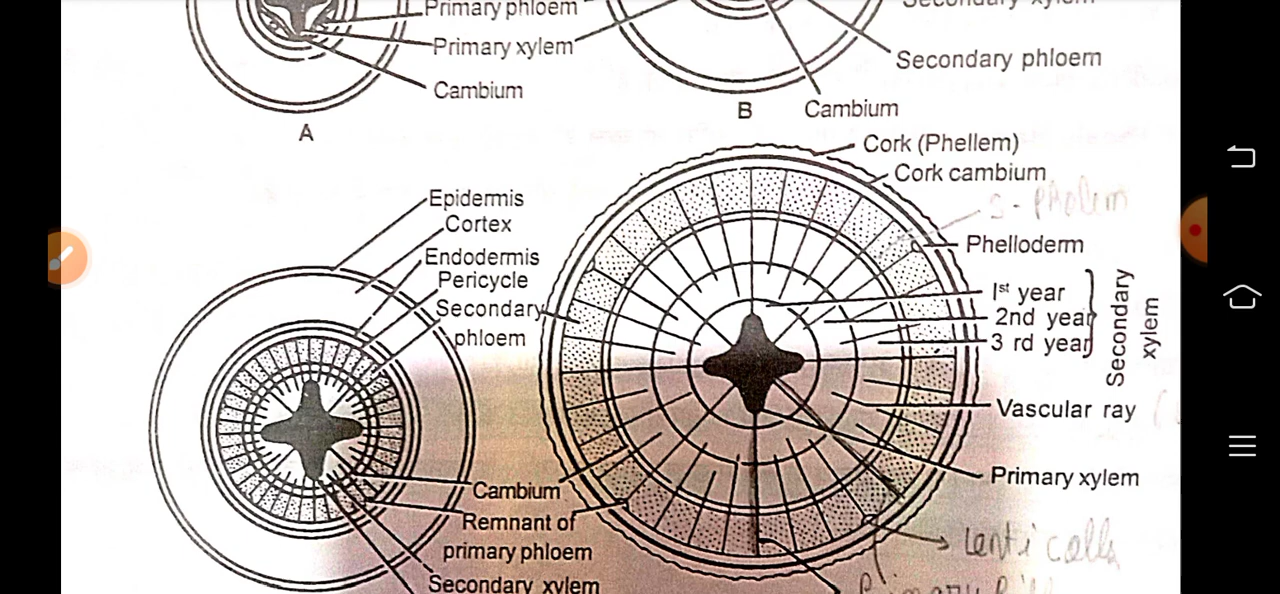 Primary phloem
Primary xylem
Cambium
A
Secondary phloem
Cambium
B
Cork (Phellem)
Cork cambium
S - Pholem
Phelloderm
1st year
2nd year
3 rd year
Secondary
xylem
Vascular ray
Primary xylem
Epidermis
Cortex
Endodermis
Pericycle
Secondary
phloem
Cambium
Remnant of
primary phloem
Secondary xylem